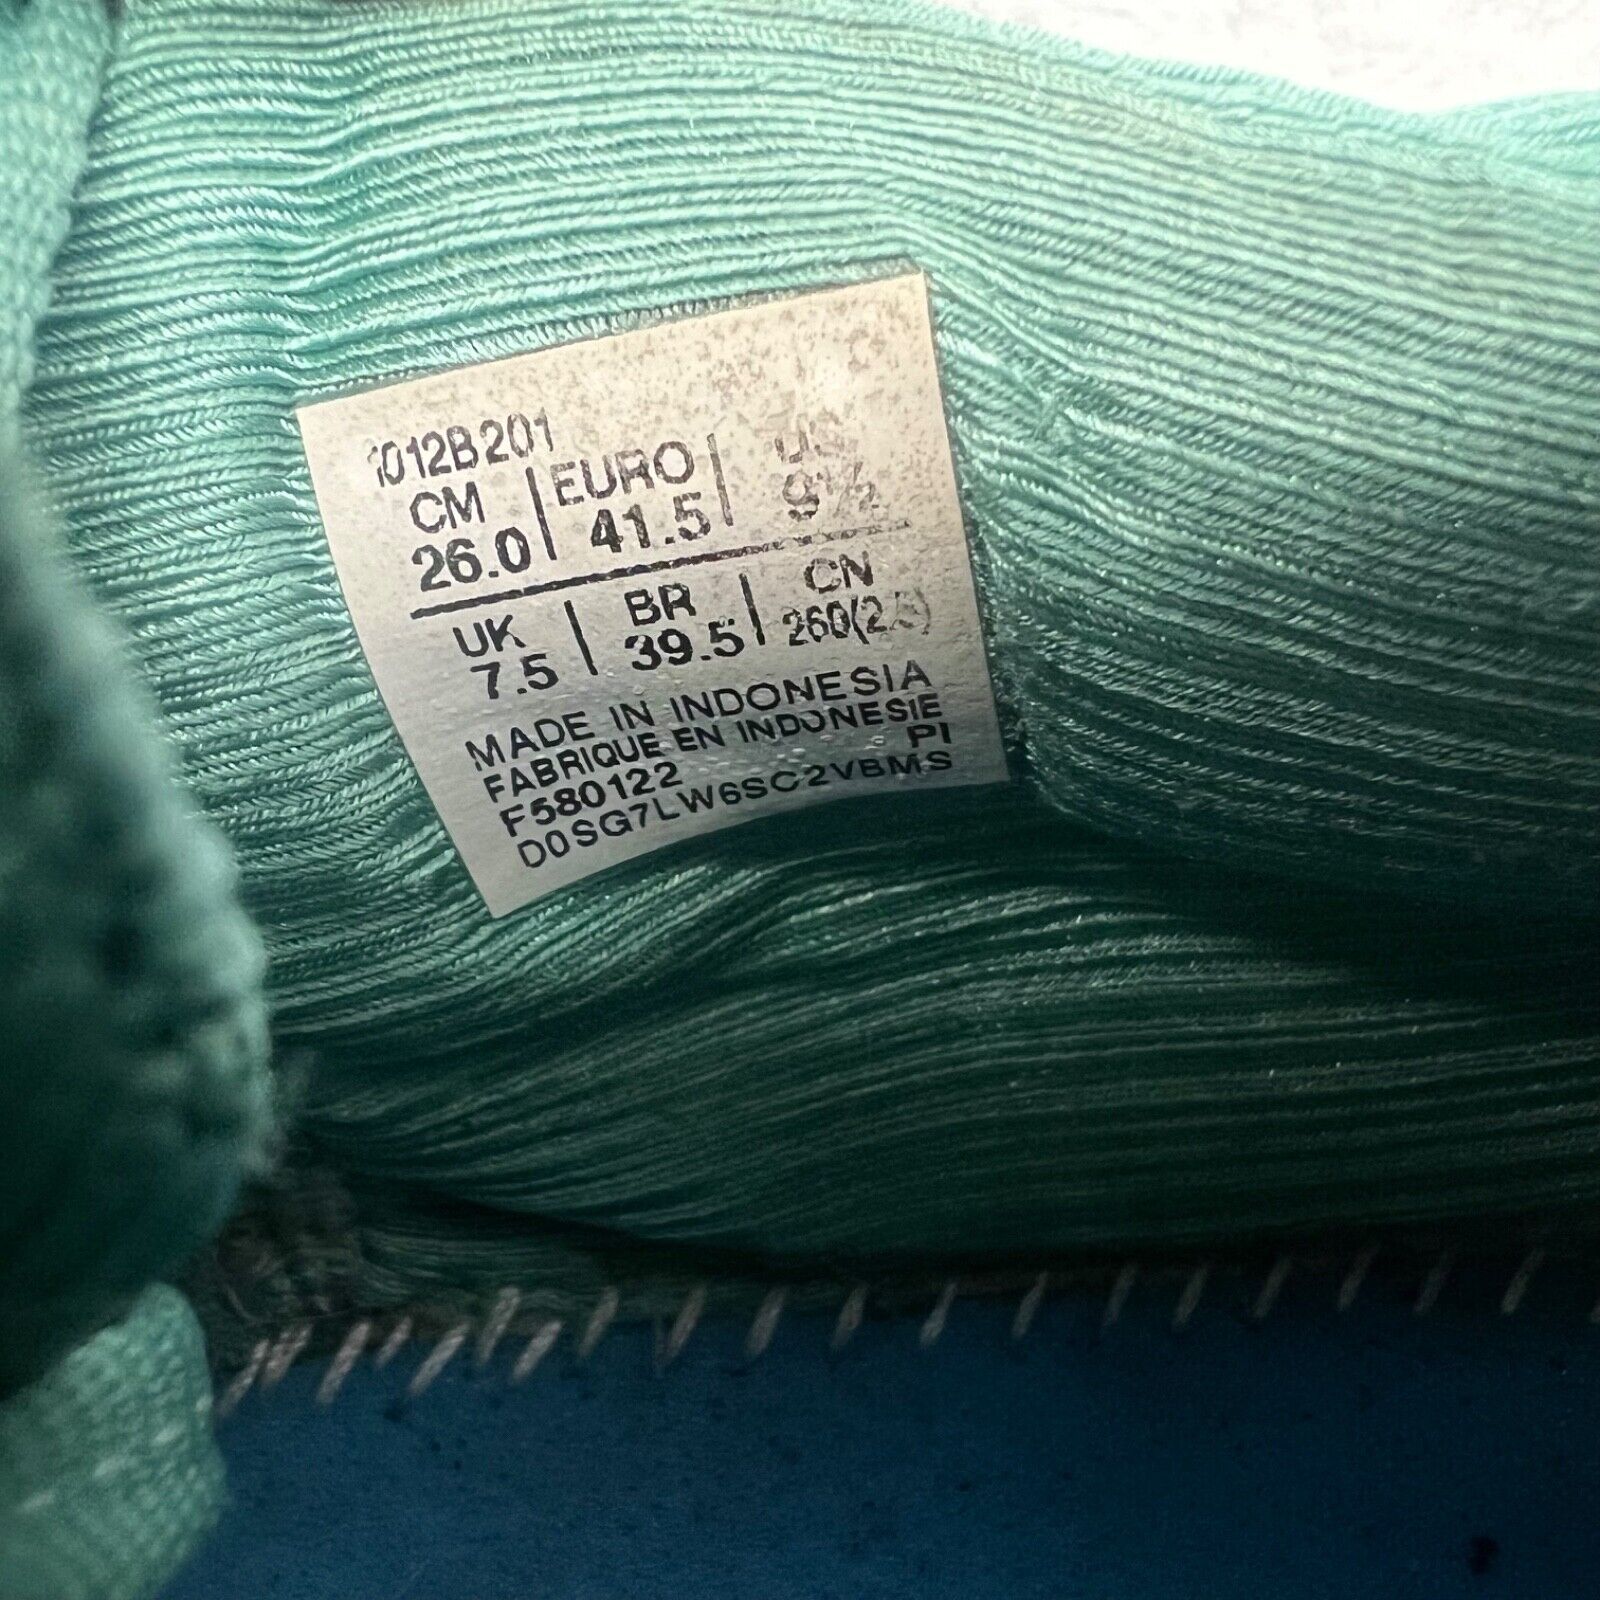 1012B201
CM | EURO | US
26.0 | 41.5 | 9½
UK | BR | CN
7.5 | 39.5 | 260(2.5)
MADE IN INDONESIA
FABRIQUE EN INDONESIE
F580122 PI
D0SG7LW6SC2VBMS